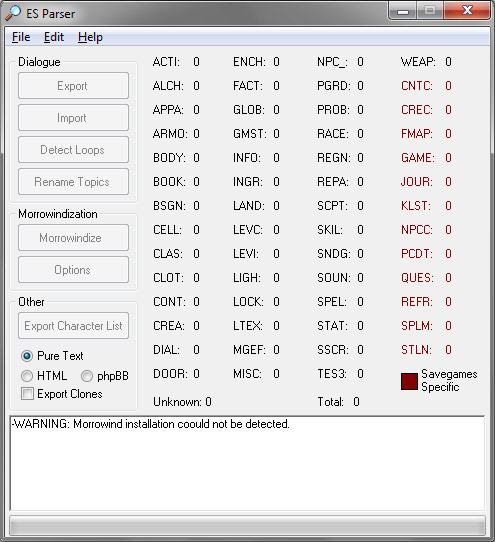 ES Parser
File Edit Help
Dialogue
Export
Import
Detect Loops
Rename Topics
Morrowindization
Morrowindize
Options
Other
Export Character List
Pure Text
HTML phpBB
Export Clones
ACTI: 0 ENCH: 0 NPC_: 0 WEAP: 0
ALCH: 0 FACT: 0 PGRD: 0 CNTC: 0
APPA: 0 GLOB: 0 PROB: 0 CREC: 0
ARMO: 0 GMST: 0 RACE: 0 FMAP: 0
BODY: 0 INFO: 0 REGN: 0 GAME: 0
BOOK: 0 INGR: 0 REPA: 0 JOUR: 0
BSGN: 0 LAND: 0 SCPT: 0 KLST: 0
CELL: 0 LEVC: 0 SKIL: 0 NPCC: 0
CLAS: 0 LEVI: 0 SNDG: 0 PCDT: 0
CLOT: 0 LIGH: 0 SOUN: 0 QUES: 0
CONT: 0 LOCK: 0 SPEL: 0 REFR: 0
CREA: 0 LTEX: 0 STAT: 0 SPLM: 0
DIAL: 0 MGEF: 0 SSCR: 0 STLN: 0
DOOR: 0 MISC: 0 TES3: 0 Savegames
Specific
Unknown: 0 Total: 0
-WARNING: Morrowind installation coould not be detected.